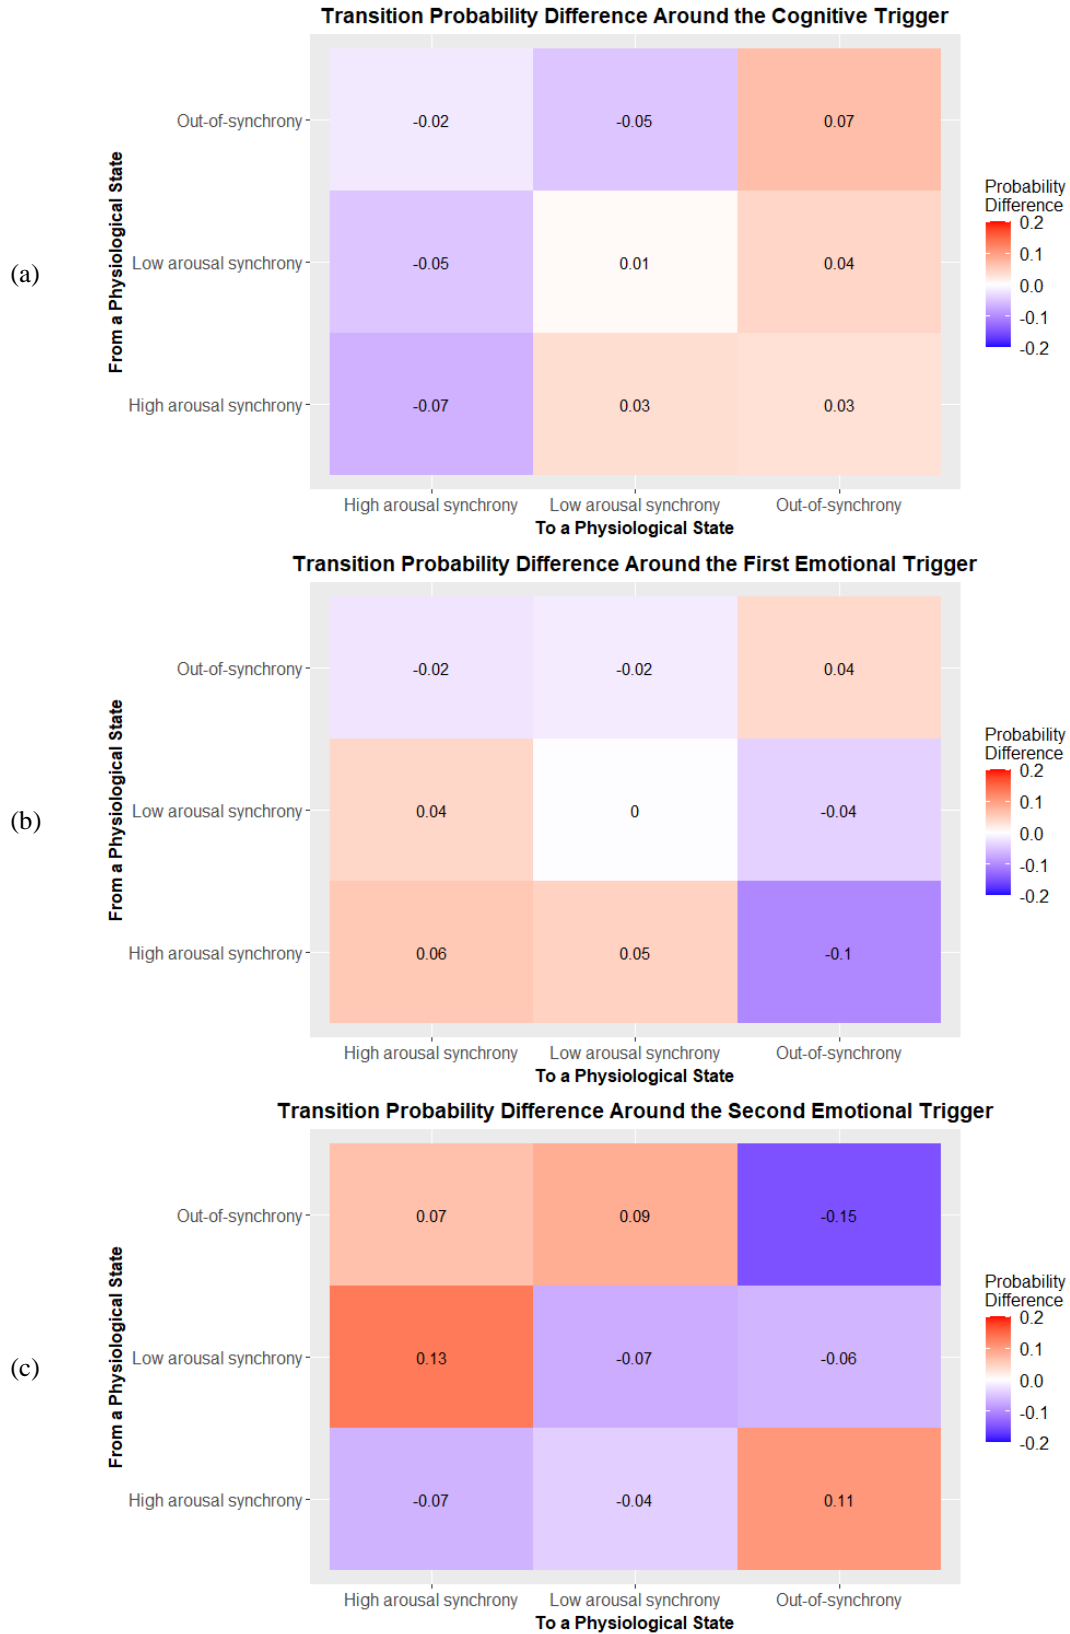 Transition Probability Difference Around the Cognitive Trigger
(a)
From a Physiological State
Out-of-synchrony
-0.02 -0.05 0.07
Low arousal synchrony
-0.05 0.01 0.04
High arousal synchrony
-0.07 0.03 0.03
High arousal synchrony Low arousal synchrony Out-of-synchrony
To a Physiological State
Probability
Difference
0.2
0.1
0.0
-0.1
-0.2
Transition Probability Difference Around the First Emotional Trigger
(b)
From a Physiological State
Out-of-synchrony
-0.02 -0.02 0.04
Low arousal synchrony
0.04 0 -0.04
High arousal synchrony
0.06 0.05 -0.1
High arousal synchrony Low arousal synchrony Out-of-synchrony
To a Physiological State
Probability
Difference
0.2
0.1
0.0
-0.1
-0.2
Transition Probability Difference Around the Second Emotional Trigger
(c)
From a Physiological State
Out-of-synchrony
0.07 0.09 -0.15
Low arousal synchrony
0.13 -0.07 -0.06
High arousal synchrony
-0.07 -0.04 0.11
High arousal synchrony Low arousal synchrony Out-of-synchrony
To a Physiological State
Probability
Difference
0.2
0.1
0.0
-0.1
-0.2